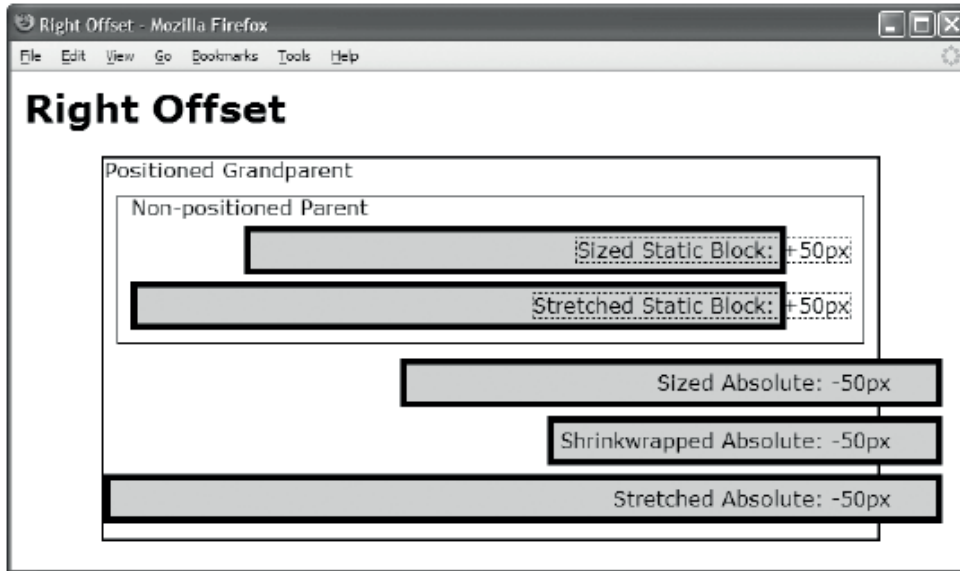 Right Offset - Mozilla Firefox
File Edit View Go Bookmarks Tools Help
Right Offset
Positioned Grandparent
Non-positioned Parent
Sized Static Block: +50px
Stretched Static Block: +50px
Sized Absolute: -50px
Shrinkwrapped Absolute: -50px
Stretched Absolute: -50px